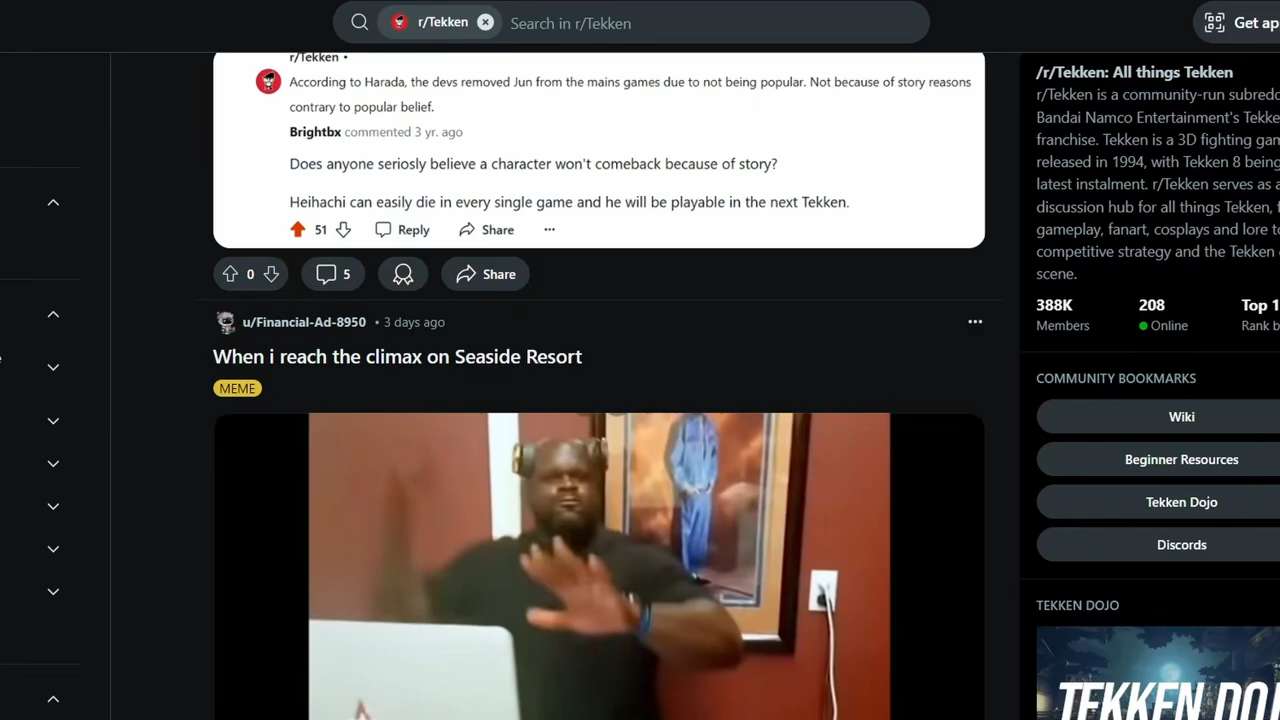 r/Tekken
Search in r/Tekken
Get ap
r/Tekken •
According to Harada, the devs removed Jun from the mains games due to not being popular. Not because of story reasons
contrary to popular belief.
Brightbx commented 3 yr. ago
Does anyone seriosly believe a character won't comeback because of story?
Heihachi can easily die in every single game and he will be playable in the next Tekken.
51
Reply
Share
...
0
5
Share
u/Financial-Ad-8950 • 3 days ago
...
When i reach the climax on Seaside Resort
MEME
/r/Tekken: All things Tekken
r/Tekken is a community-run subredd
Bandai Namco Entertainment's Tekke
franchise. Tekken is a 3D fighting gam
released in 1994, with Tekken 8 being
latest instalment. r/Tekken serves as a
discussion hub for all things Tekken, f
gameplay, fanart, cosplays and lore to
competitive strategy and the Tekken e
scene.
388K
208
Top 1
Members
Online
Rank b
COMMUNITY BOOKMARKS
Wiki
Beginner Resources
Tekken Dojo
Discords
TEKKEN DOJO
TEKKEN DO